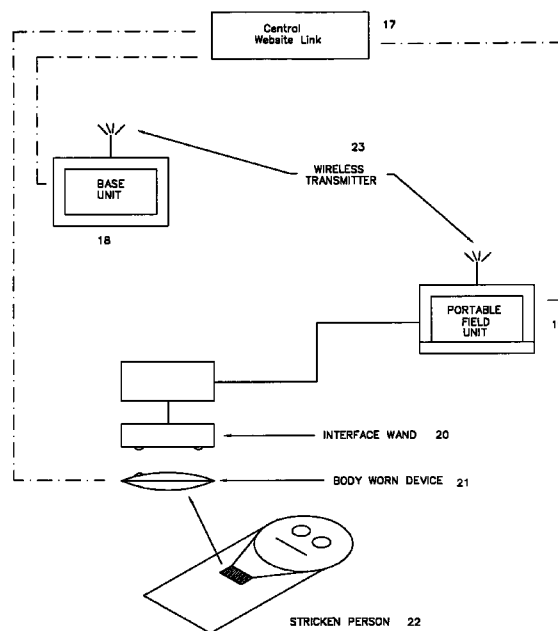 Central
Website Link
17
23
WIRELESS
TRANSMITTER
BASE
UNIT
18
PORTABLE
FIELD
UNIT
1
INTERFACE WAND 20
BODY WORN DEVICE 21
STRICKEN PERSON 22